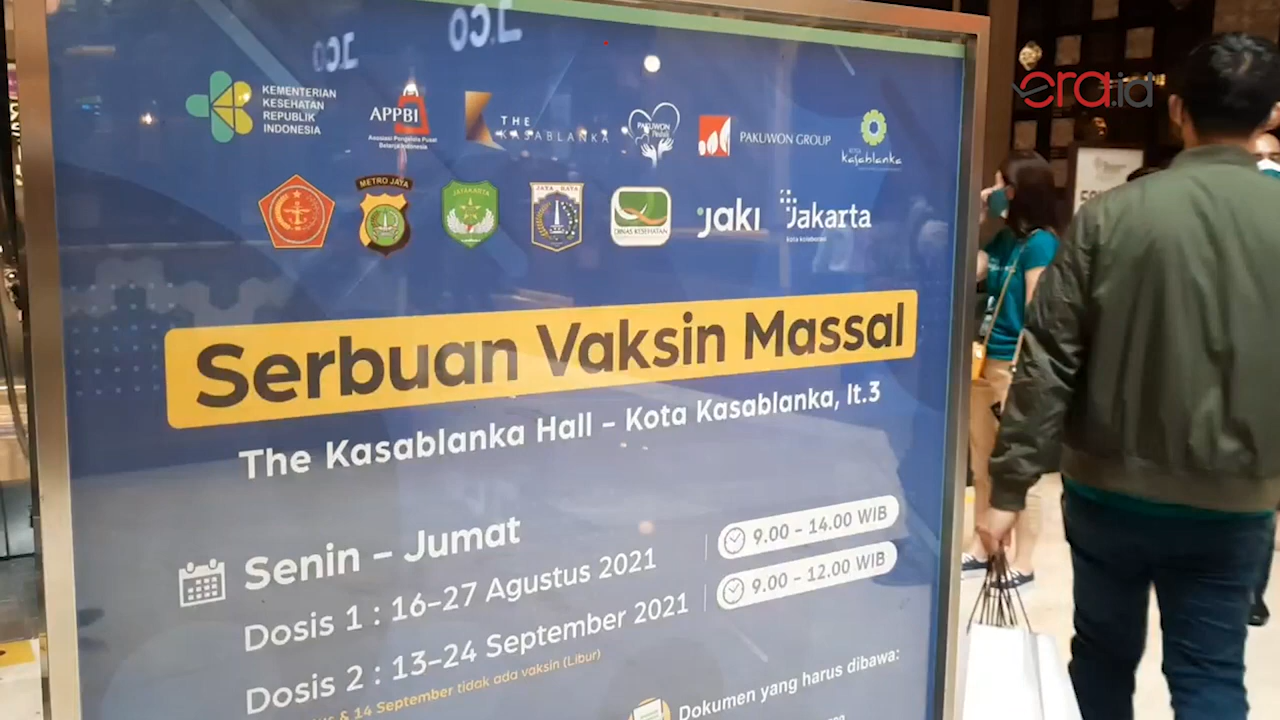 era.id
KEMENTERIAN
KESEHATAN
REPUBLIK
INDONESIA
APPBI
Asosiasi Pengelola Pusat
Belanja Indonesia
THE
KASABLANKA
PAKUWON
Peduli
PAKUWON GROUP
KOTA
kasablanka
METRO JAYA
JAYAKARTA
JAYA RAYA
DINAS KESEHATAN
jaki
Jakarta
kota kolaborasi
Serbuan Vaksin Massal
The Kasablanka Hall – Kota Kasablanka, lt.3
Senin – Jumat
Dosis 1 : 16–27 Agustus 2021
9.00 – 14.00 WIB
Dosis 2 : 13–24 September 2021
9.00 – 12.00 WIB
& 14 September tidak ada vaksin (Libur)
Dokumen yang harus dibawa: